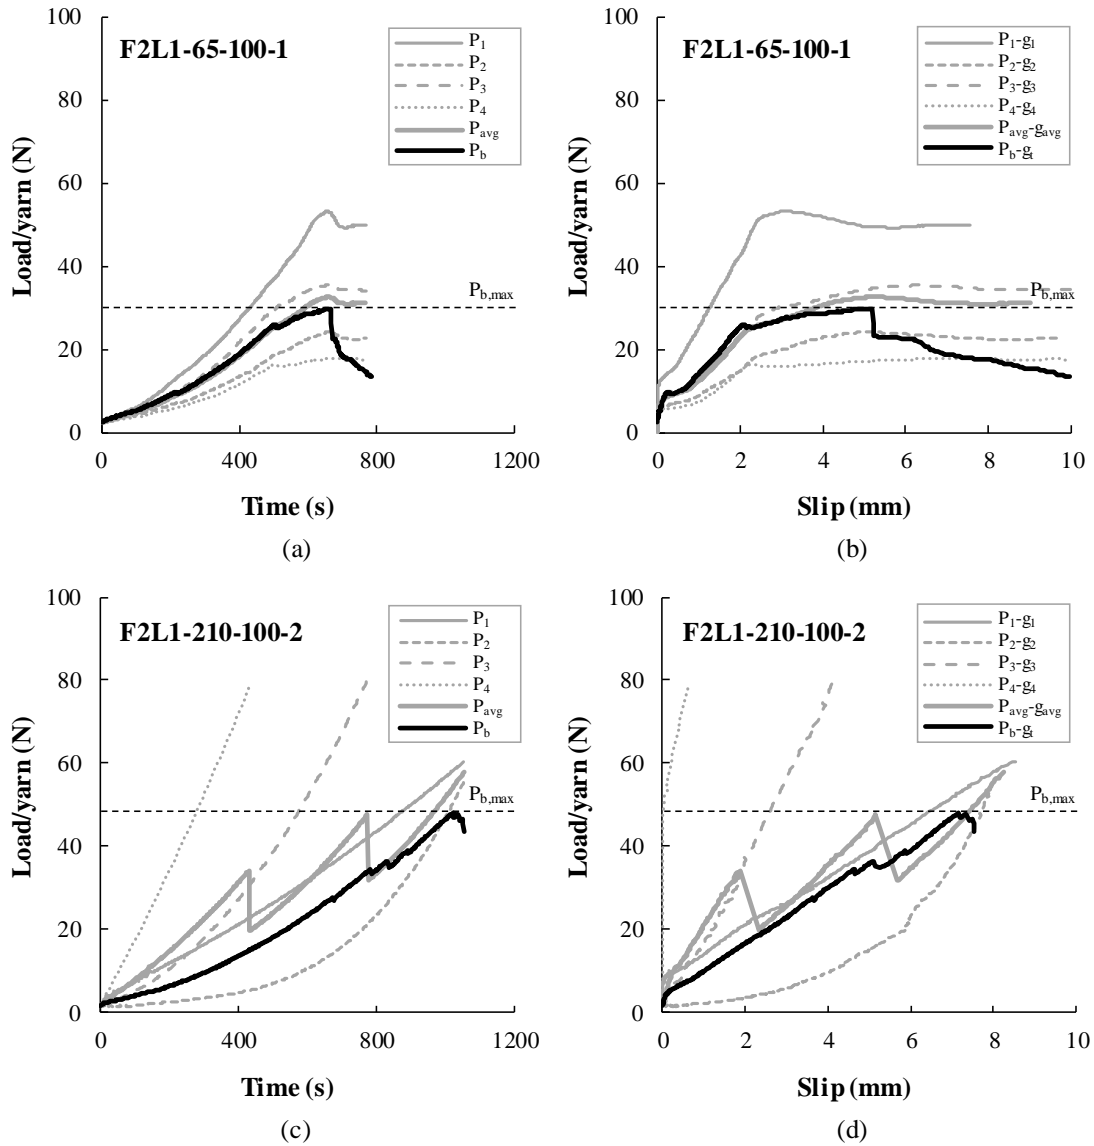 F2L1-65-100-1
Load/yarn (N)
100
80
60
40
20
0
P1
P2
P3
P4
Pavg
Pb
Pb,max
0
400
800
1200
Time (s)
(a)
F2L1-65-100-1
Load/yarn (N)
100
80
60
40
20
0
P1-g1
P2-g2
P3-g3
P4-g4
Pavg-gavg
Pb-gt
Pb,max
0
2
4
6
8
10
Slip (mm)
(b)
F2L1-210-100-2
Load/yarn (N)
100
80
60
40
20
0
P1
P2
P3
P4
Pavg
Pb
Pb,max
0
400
800
1200
Time (s)
(c)
F2L1-210-100-2
Load/yarn (N)
100
80
60
40
20
0
P1-g1
P2-g2
P3-g3
P4-g4
Pavg-gavg
Pb-gt
Pb,max
0
2
4
6
8
10
Slip (mm)
(d)